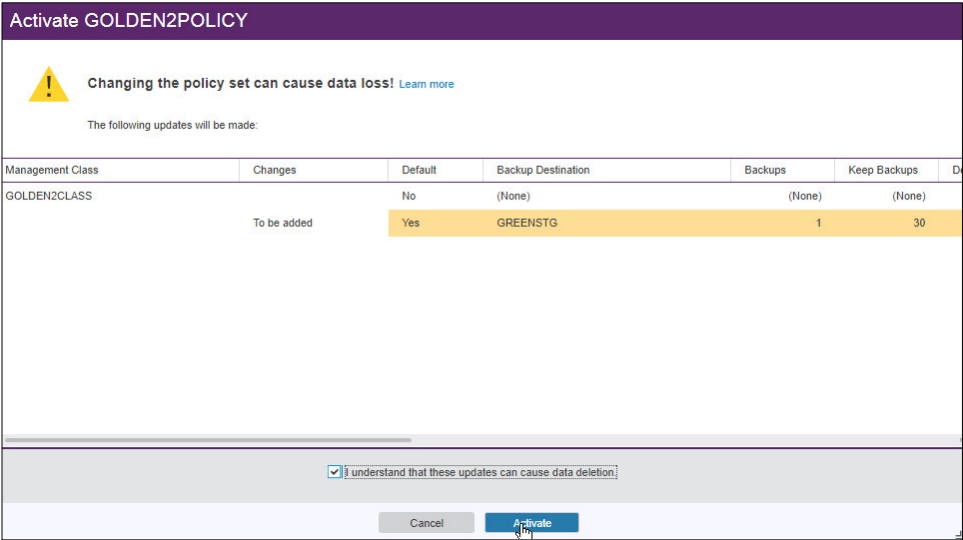 Activate GOLDEN2POLICY
Changing the policy set can cause data loss! Learn more
The following updates will be made:
Management Class Changes Default Backup Destination Backups Keep Backups De
GOLDEN2CLASS No (None) (None) (None)
To be added Yes GREENSTG 1 30
I understand that these updates can cause data deletion.
Cancel Activate